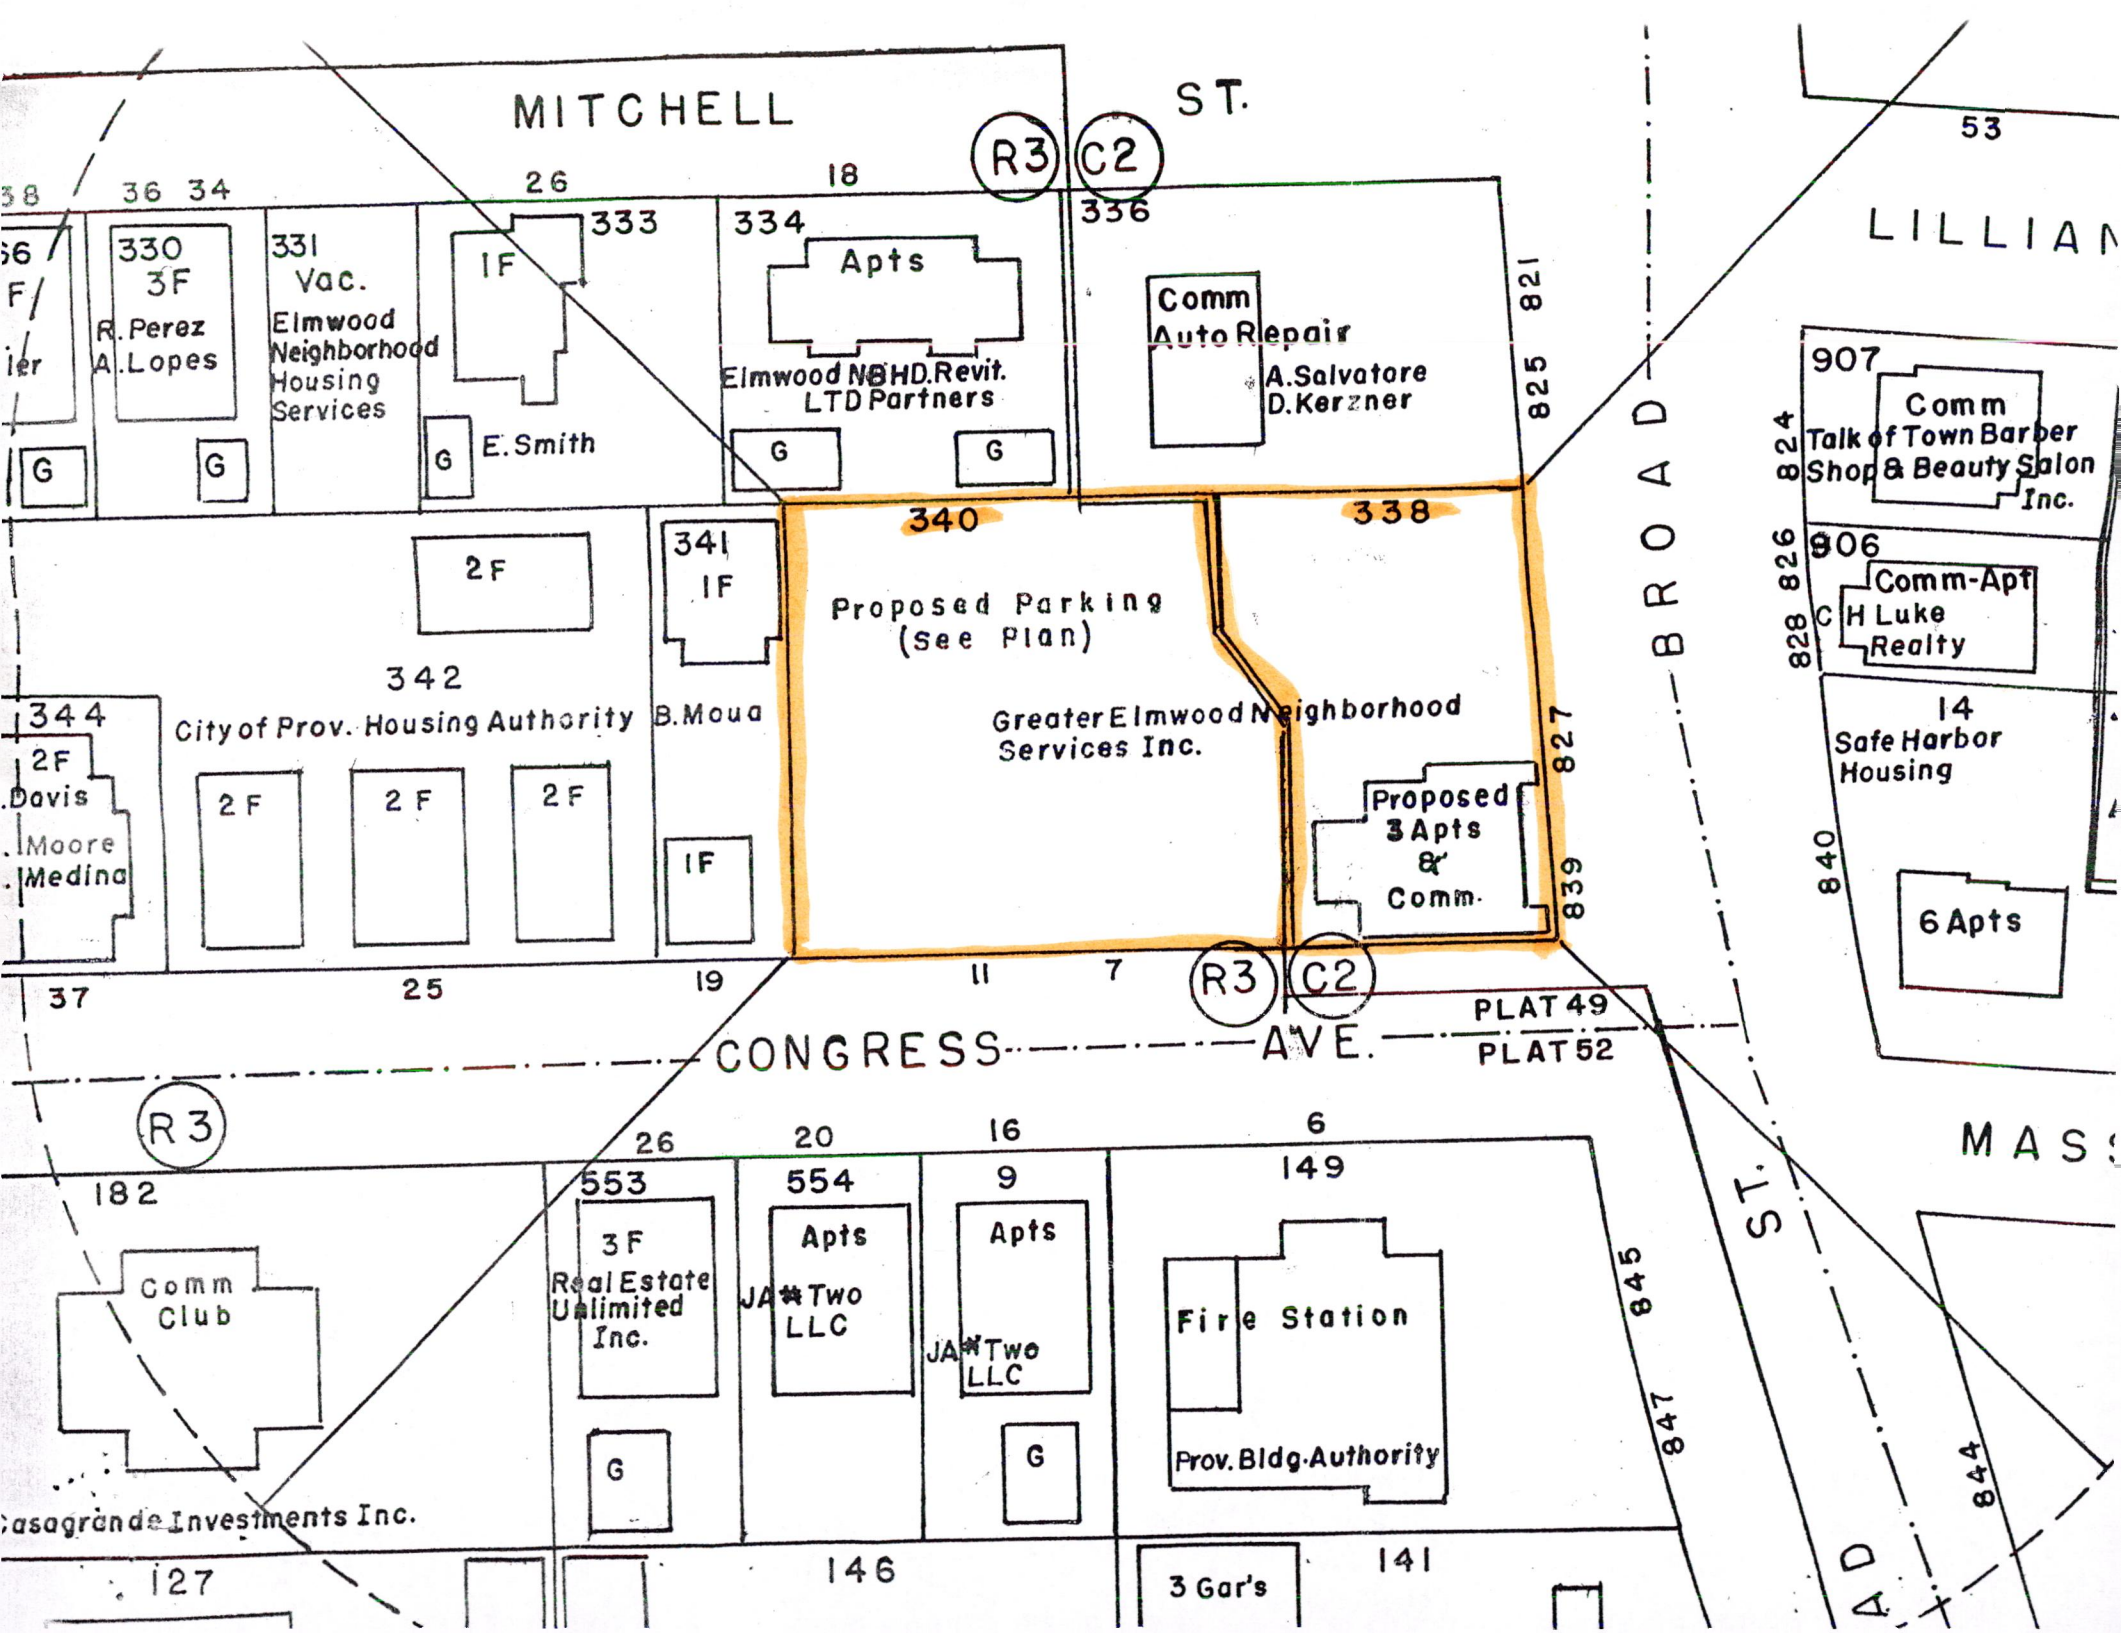 MITCHELL ST.
R3 C2
53
38 36 34 26 18
LILLIAN
330
3F
R. Perez
A. Lopes
331
Vac.
Elmwood
Neighborhood
Housing
Services
333
1F
E. Smith
334
Apts
Elmwood NBHD. Revit.
LTD Partners
336
Comm
Auto Repair
A. Salvatore
D. Kerzner
821
825
66
F
ier
G
G
G
G
G
BROAD
907
Comm
Talk of Town Barber
Shop & Beauty Salon
Inc.
824
826
828
906
Comm-Apt
C H Luke
Realty
14
Safe Harbor
Housing
840
6 Apts
2F
342
City of Prov. Housing Authority
2F
2F
2F
341
1F
B. Moua
1F
340
Proposed Parking
(See Plan)
338
Greater Elmwood Neighborhood
Services Inc.
Proposed
3 Apts
&
Comm.
827
839
344
2F
.Davis
. Moore
. Medina
37 25 19 11 7
R3 C2
PLAT 49
CONGRESS AVE.
PLAT 52
R3
MASS
26 20 16 6
182
Comm
Club
Casagrande Investments Inc.
553
3F
Real Estate
Unlimited
Inc.
G
554
Apts
JA# Two
LLC
9
Apts
JA# Two
LLC
G
149
Fire Station
Prov. Bldg. Authority
845
847
ST.
844
127
146
3 Gar's
141
AD